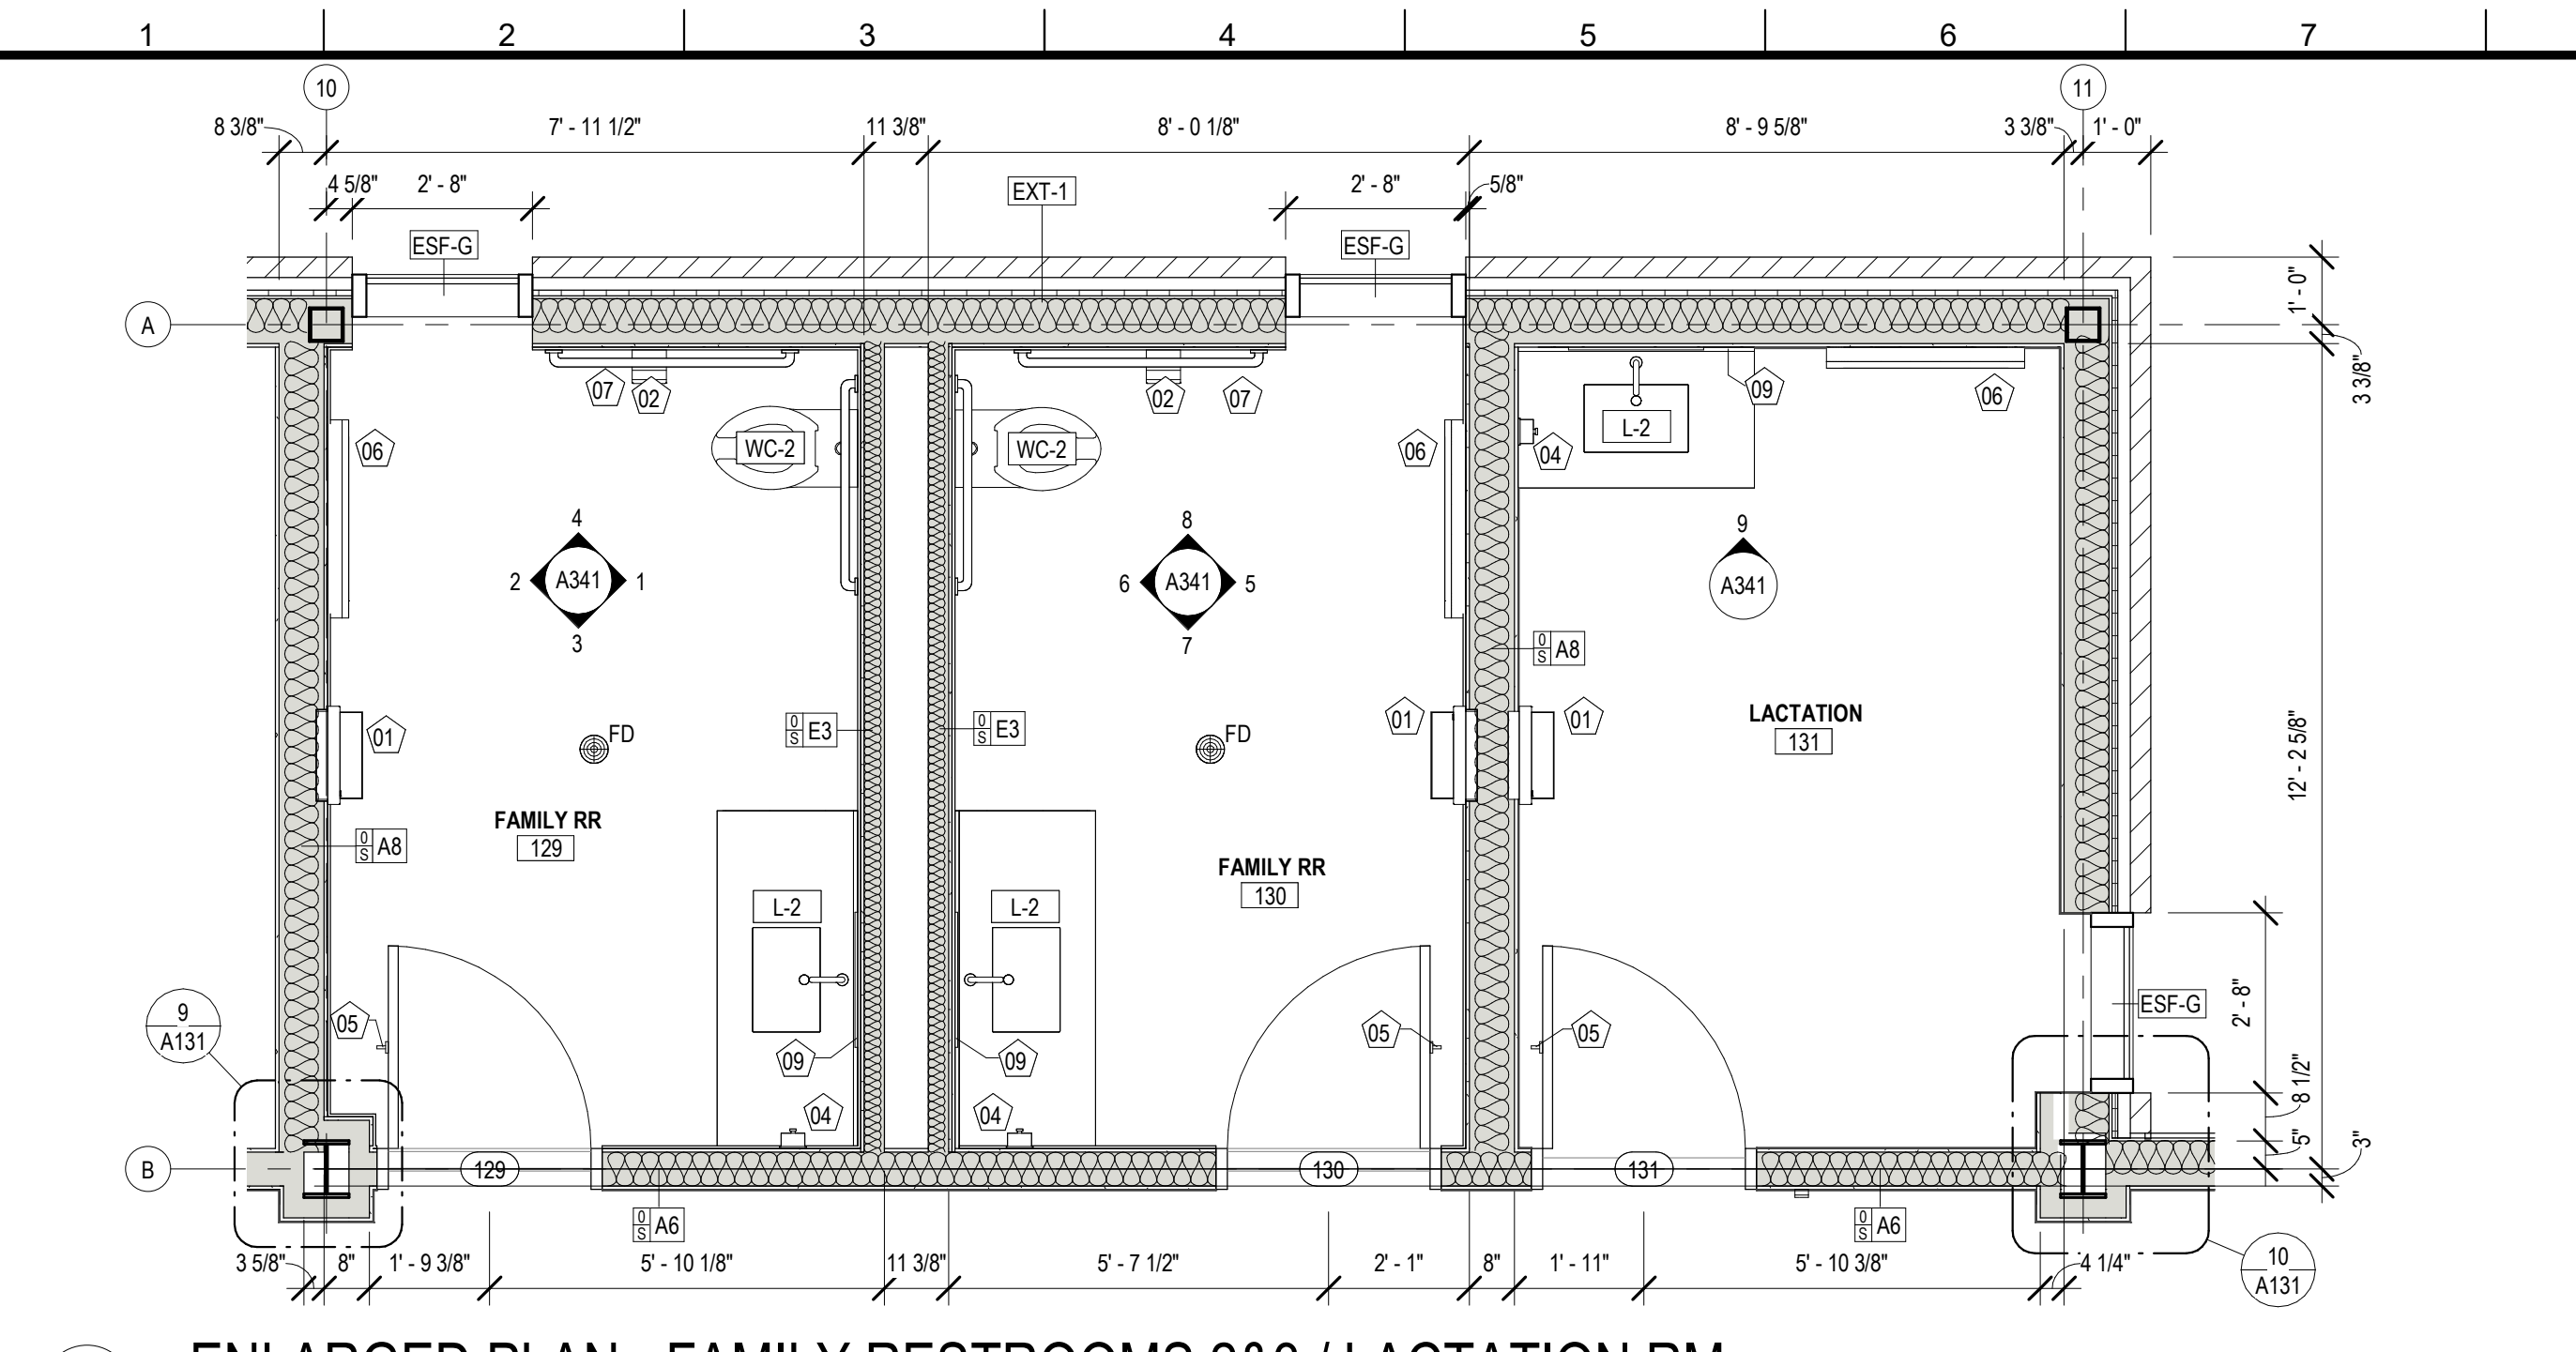 1 2 3 4 5 6 7
10 11
8 3/8" 7' - 11 1/2" 11 3/8" 8' - 0 1/8" 8' - 9 5/8" 3 3/8" 1' - 0"
4 5/8" 2' - 8" EXT-1 2' - 8" 5/8"
ESF-G ESF-G
1' - 0"
A
3 3/8"
07 02 02 07 09 06
L-2
06 WC-2 WC-2 06 04
4 8 9
2 A341 1 6 A341 5 A341
3 7
0 S A8
01 FD 0 S E3 0 S E3 FD 01 01
LACTATION
131
12' - 2 5/8"
FAMILY RR
129
0 S A8
FAMILY RR
130
L-2 L-2
9
A131
05 09 09 05 05
ESF-G
2' - 8"
04 04
8 1/2"
5"
3"
B 129 130 131
0 S A6 0 S A6
3 5/8" 8" 1' - 9 3/8" 5' - 10 1/8" 11 3/8" 5' - 7 1/2" 2' - 1" 8" 1' - 11" 5' - 10 3/8" 4 1/4"
10
A131
ENLARGED PLAN - FAMILY RESTROOMS / LACTATION RM